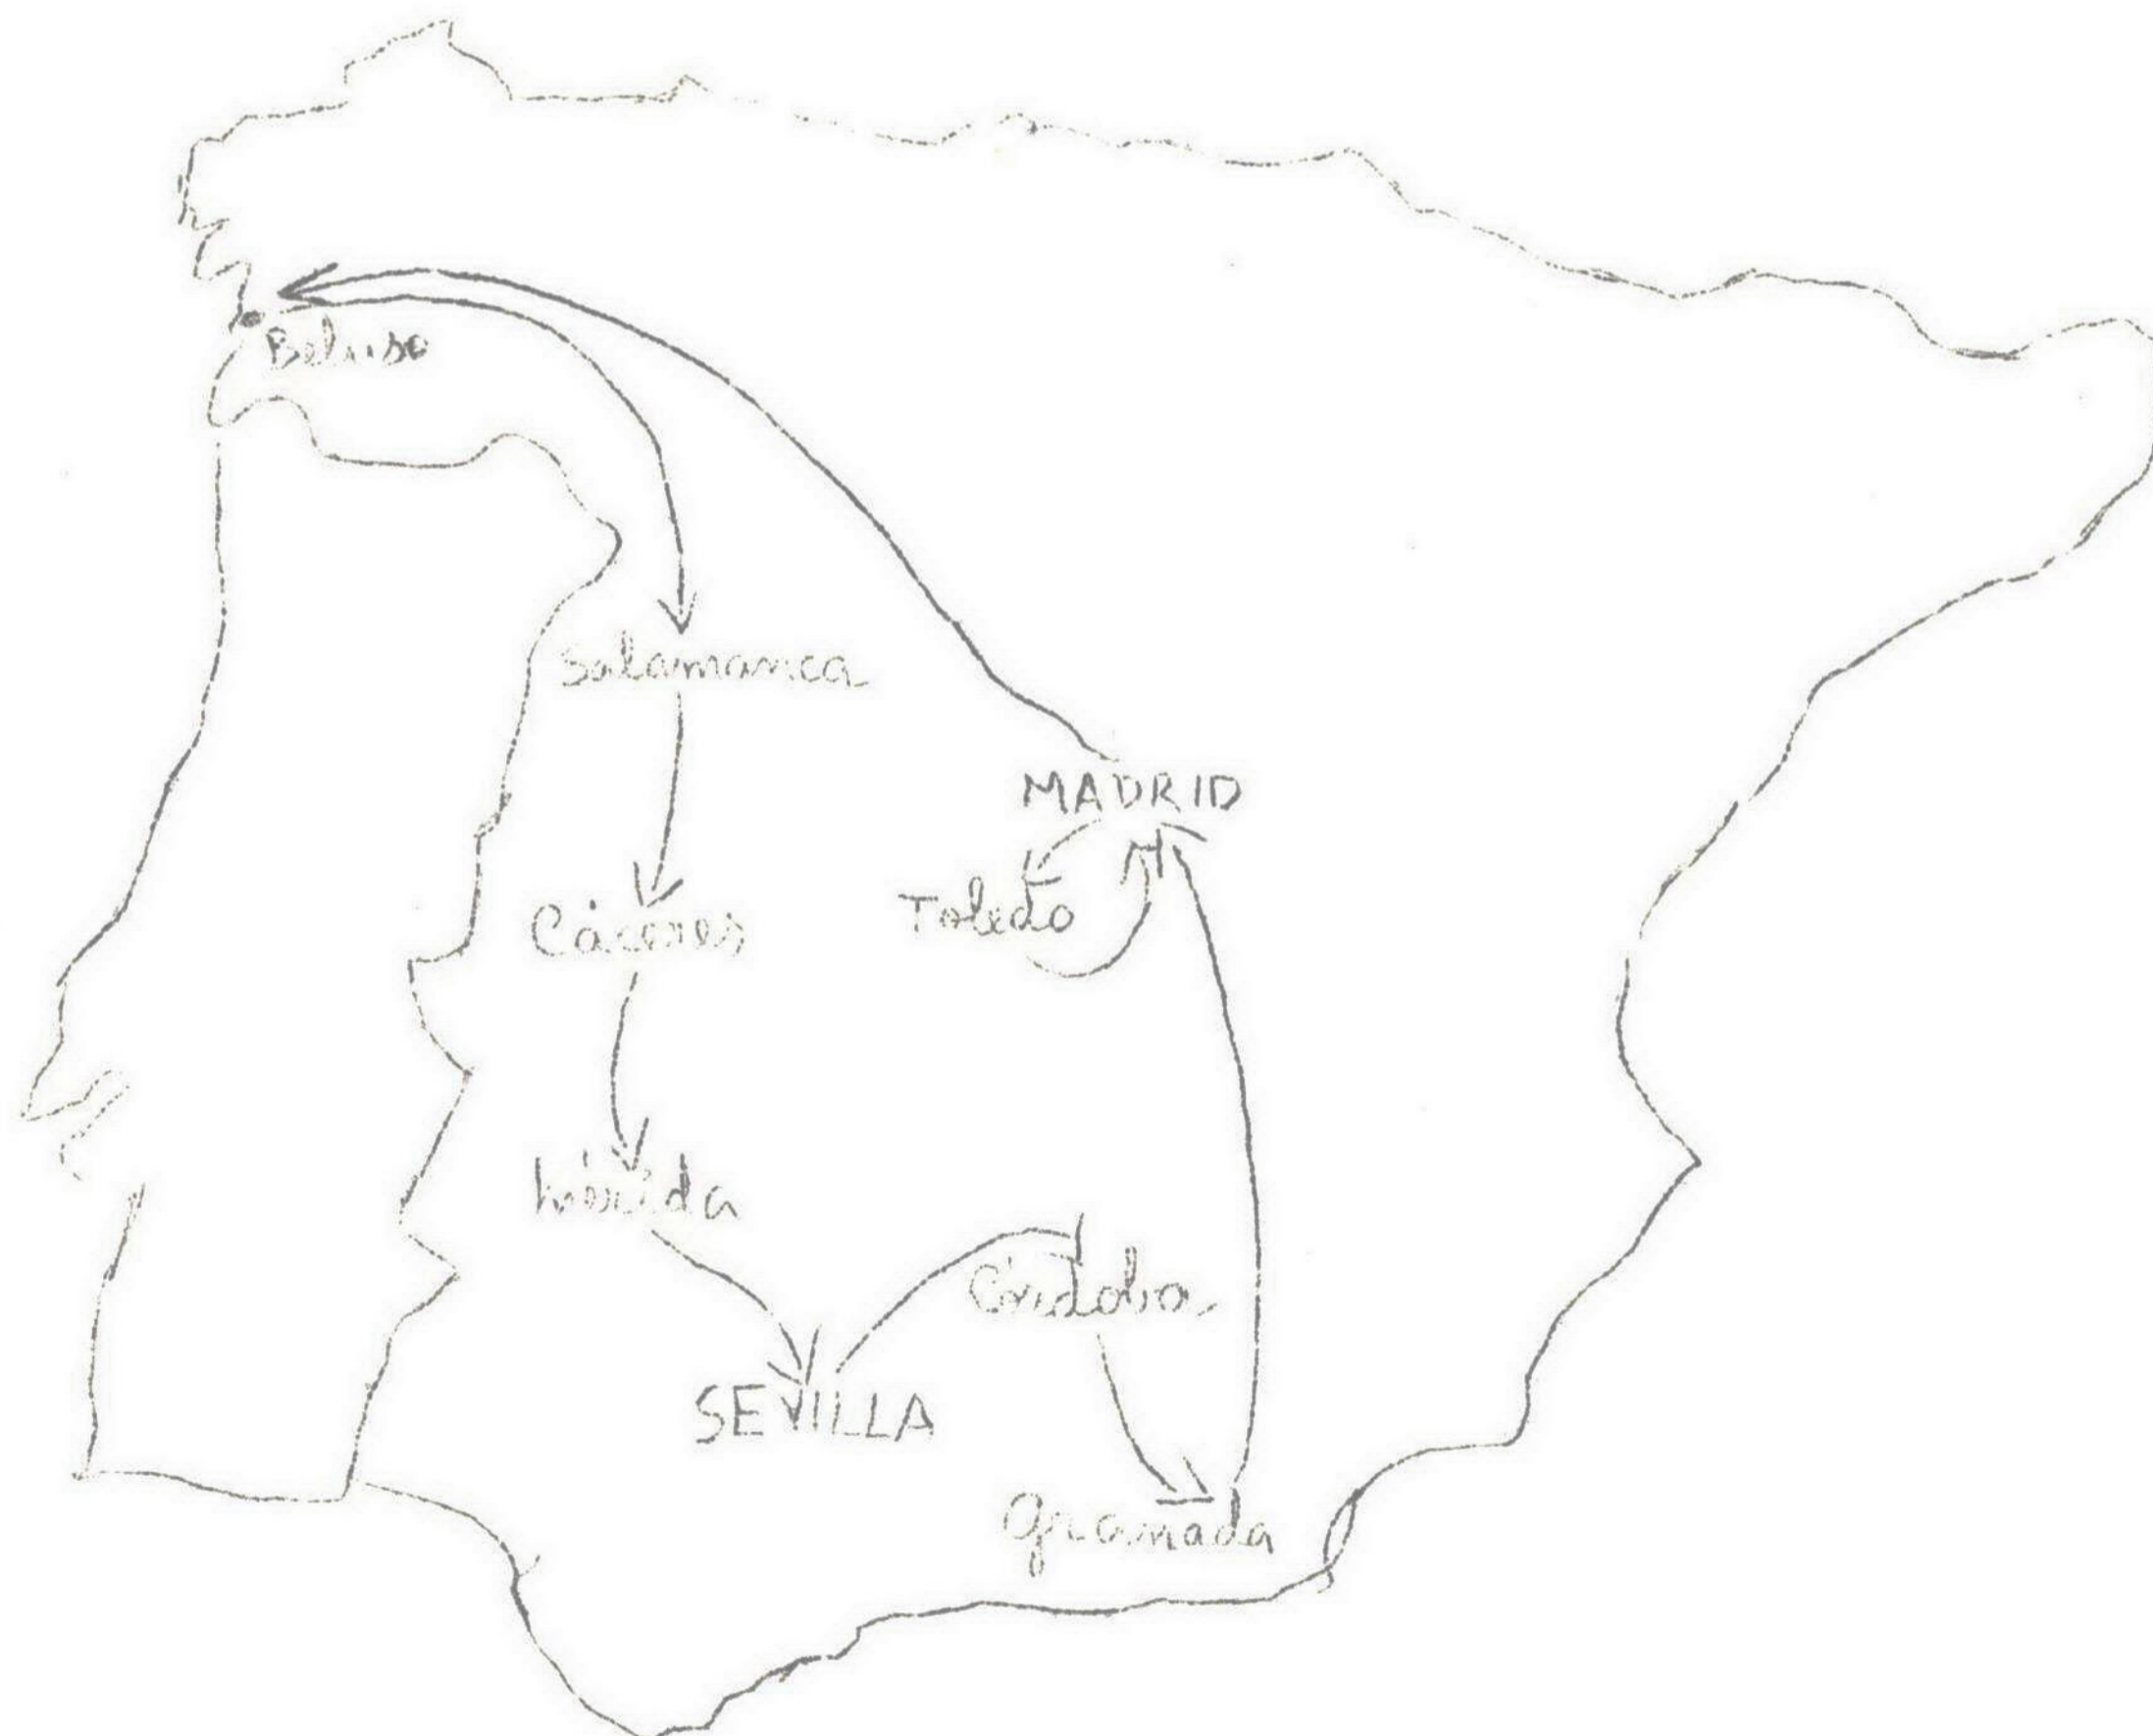 Beluso
Salamanca
MADRID
Toledo
Cáceres
Mérida
Córdoba
SEVILLA
Granada